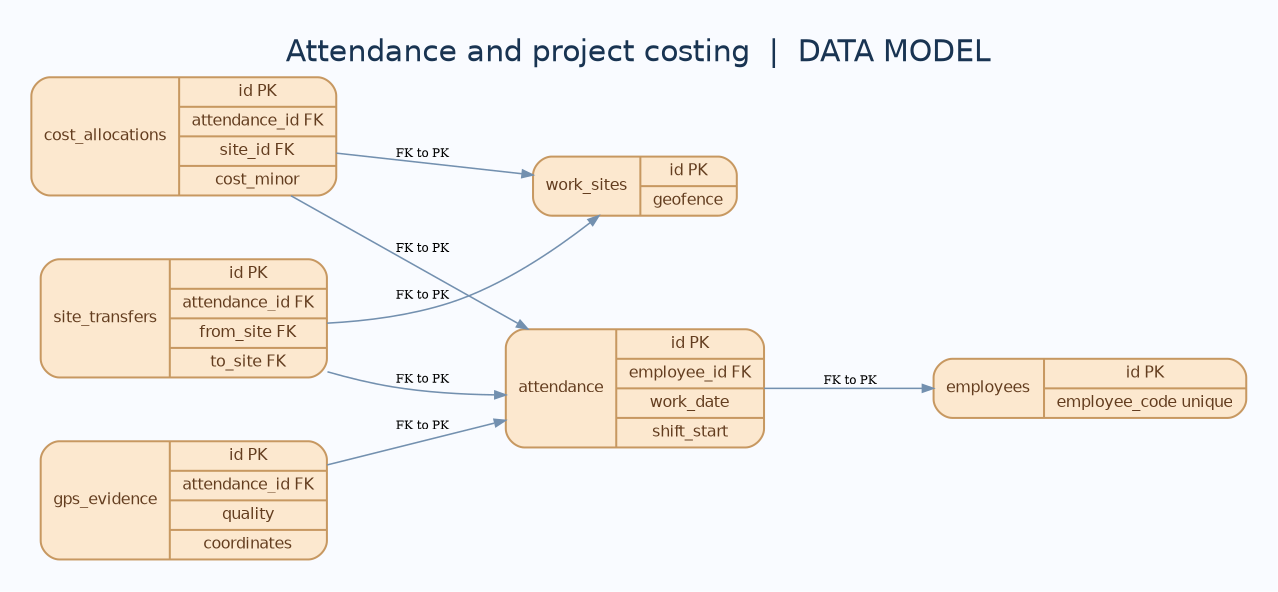 Attendance and project costing  |  DATA MODEL
cost_allocations
id PK
attendance_id FK
site_id FK
cost_minor
FK to PK
work_sites
id PK
geofence
FK to PK
site_transfers
id PK
attendance_id FK
from_site FK
to_site FK
FK to PK
FK to PK
attendance
id PK
employee_id FK
work_date
shift_start
FK to PK
employees
id PK
employee_code unique
gps_evidence
id PK
attendance_id FK
quality
coordinates
FK to PK